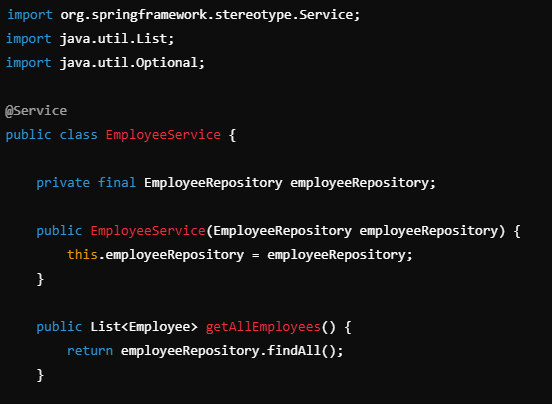 import org.springframework.stereotype.Service;
import java.util.List;
import java.util.Optional;
@Service
public class EmployeeService {
private final EmployeeRepository employeeRepository;
public EmployeeService(EmployeeRepository employeeRepository) {
this.employeeRepository = employeeRepository;
}
public List<Employee> getAllEmployees() {
return employeeRepository.findAll();
}